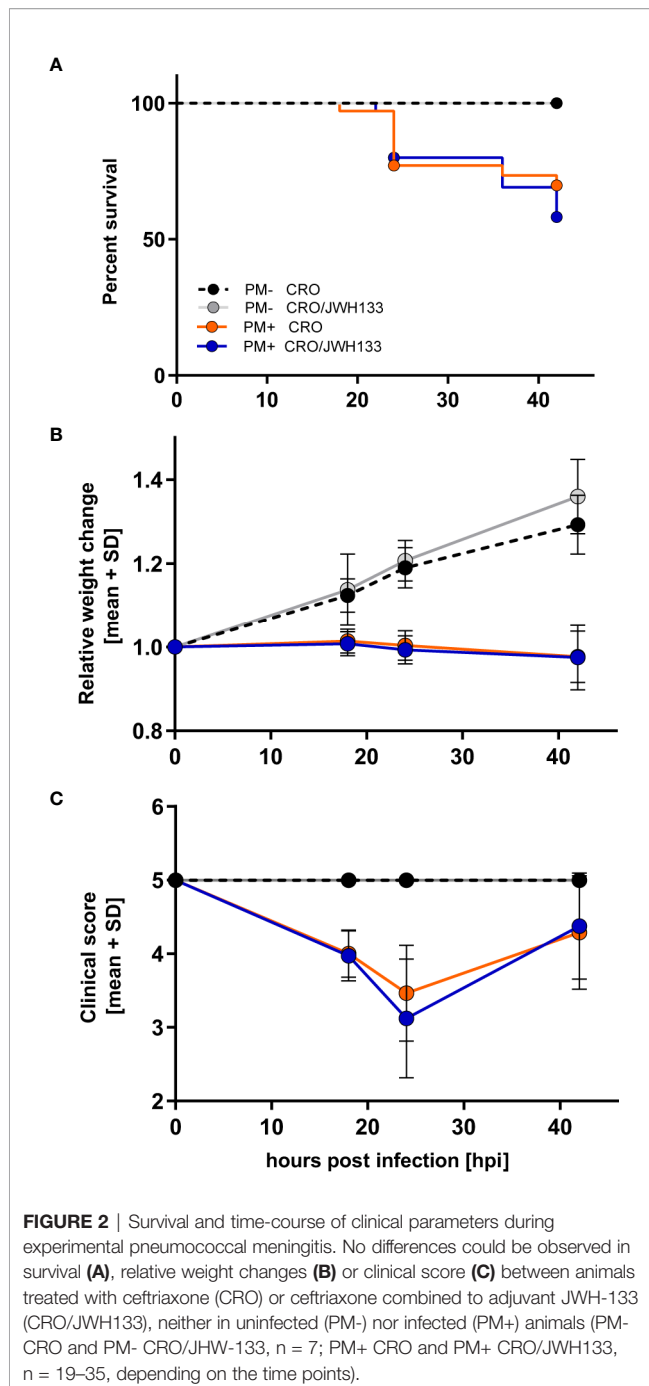 A
Percent survival
100
50
0
PM- CRO
PM- CRO/JWH133
PM+ CRO
PM+ CRO/JWH133
0 10 20 30 40
B
Relative weight change
[mean + SD]
1.4
1.2
1.0
0.8
0 10 20 30 40
C
Clinical score
[mean + SD]
6
5
4
3
2
0 10 20 30 40
hours post infection [hpi]
FIGURE 2 | Survival and time-course of clinical parameters during
experimental pneumococcal meningitis. No differences could be observed in
survival (A), relative weight changes (B) or clinical score (C) between animals
treated with ceftriaxone (CRO) or ceftriaxone combined to adjuvant JWH-133
(CRO/JWH133), neither in uninfected (PM-) nor infected (PM+) animals (PM-
CRO and PM- CRO/JHW-133, n = 7; PM+ CRO and PM+ CRO/JWH133,
n = 19–35, depending on the time points).